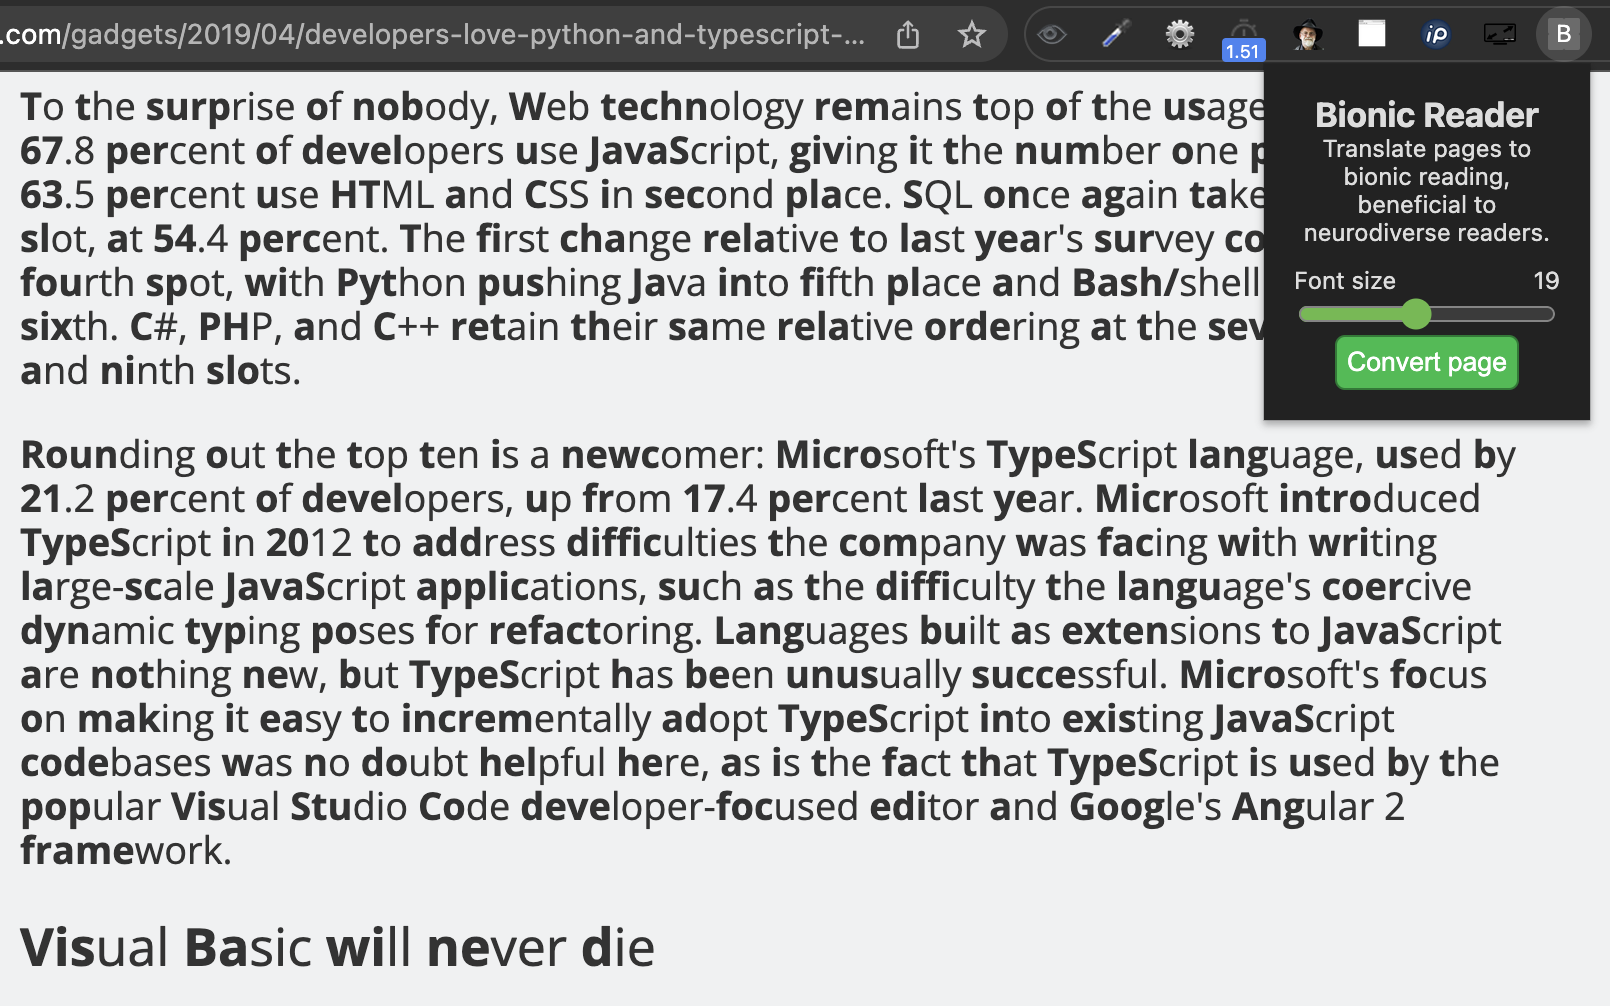 .com/gadgets/2019/04/developers-love-python-and-typescript-...
1.51
iP
B
To the surprise of nobody, Web technology remains top of the usage
67.8 percent of developers use JavaScript, giving it the number one
63.5 percent use HTML and CSS in second place. SQL once again take
slot, at 54.4 percent. The first change relative to last year's survey co
fourth spot, with Python pushing Java into fifth place and Bash/shell
sixth. C#, PHP, and C++ retain their same relative ordering at the sev
and ninth slots.
Bionic Reader
Translate pages to
bionic reading,
beneficial to
neurodiverse readers.
Font size 19
Convert page
Rounding out the top ten is a newcomer: Microsoft's TypeScript language, used by
21.2 percent of developers, up from 17.4 percent last year. Microsoft introduced
TypeScript in 2012 to address difficulties the company was facing with writing
large-scale JavaScript applications, such as the difficulty the language's coercive
dynamic typing poses for refactoring. Languages built as extensions to JavaScript
are nothing new, but TypeScript has been unusually successful. Microsoft's focus
on making it easy to incrementally adopt TypeScript into existing JavaScript
codebases was no doubt helpful here, as is the fact that TypeScript is used by the
popular Visual Studio Code developer-focused editor and Google's Angular 2
framework.
Visual Basic will never die